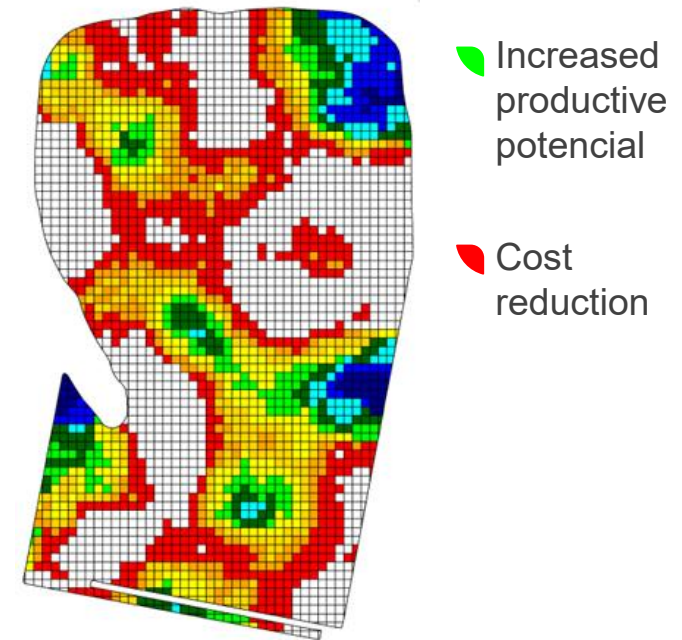 Increased
productive
potencial
Cost
reduction